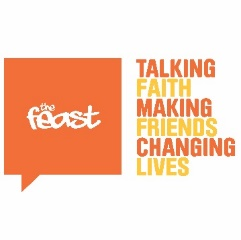 the
feast
TALKING
FAITH
MAKING
FRIENDS
CHANGING
LIVES